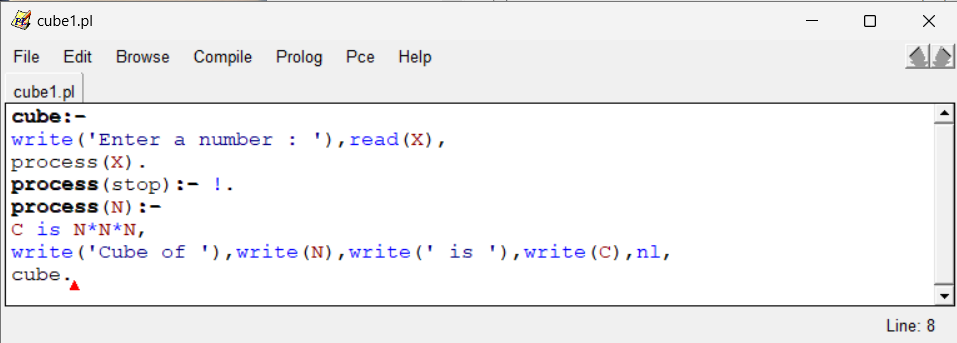 cube1.pl
File Edit Browse Compile Prolog Pce Help
cube1.pl
cube:-
write('Enter a number : '),read(X),
process(X).
process(stop):- !.
process(N):-
C is N*N*N,
write('Cube of '),write(N),write(' is '),write(C),nl,
cube.
Line: 8